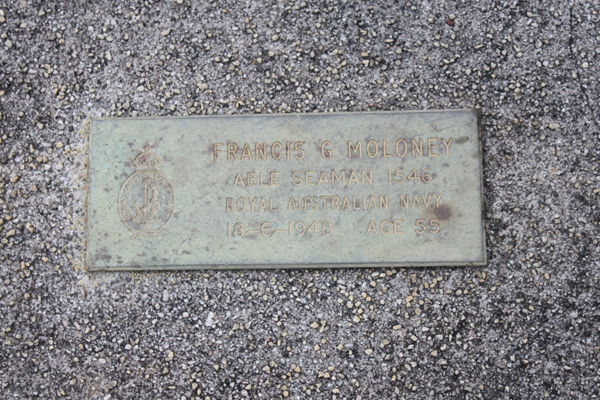 FRANCIS G. MOLONEY
ABLE SEAMAN 1546
ROYAL AUSTRALIAN NAVY
18-6-1948 AGE 55